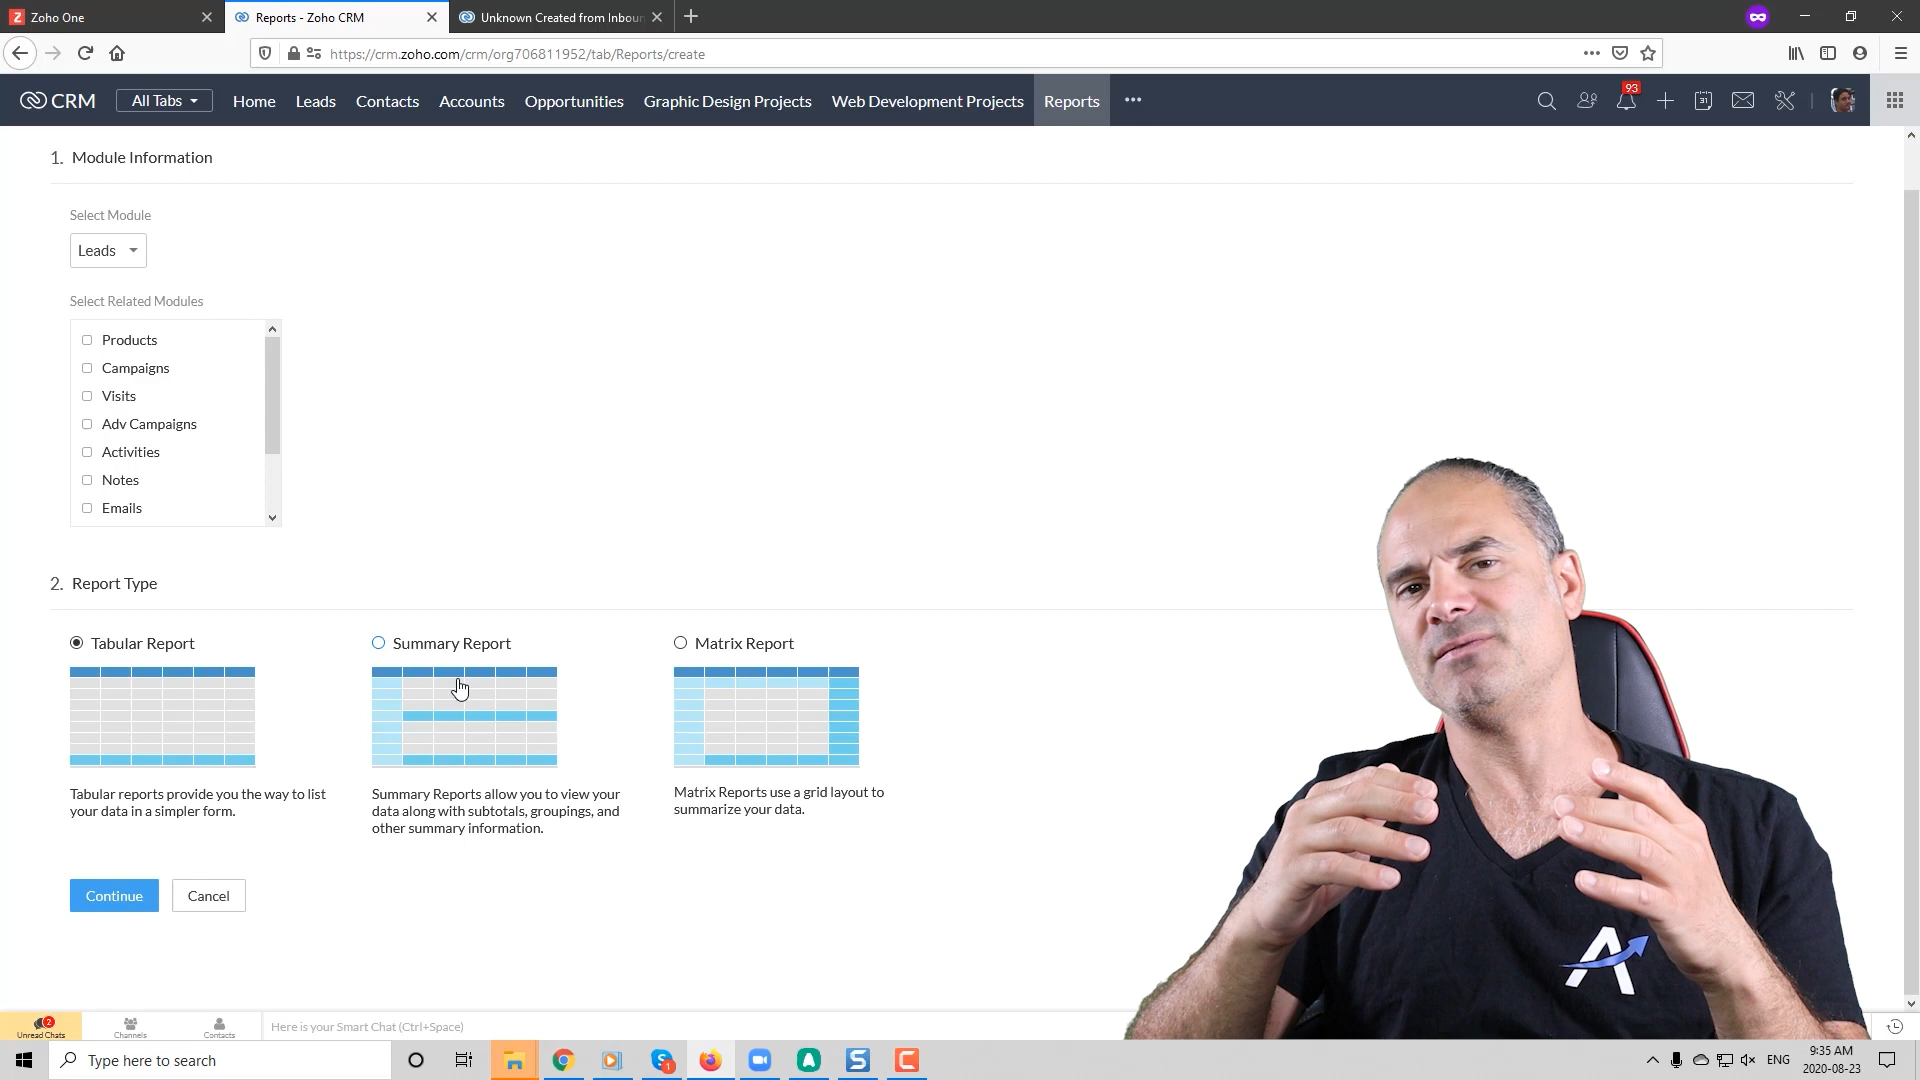 Zoho One
Reports - Zoho CRM
Unknown Created from Inbou
https://crm.zoho.com/crm/org706811952/tab/Reports/create
CRM
All Tabs
Home
Leads
Contacts
Accounts
Opportunities
Graphic Design Projects
Web Development Projects
Reports
93
31
1. Module Information
Select Module
Leads
Select Related Modules
Products
Campaigns
Visits
Adv Campaigns
Activities
Notes
Emails
2. Report Type
Tabular Report
Summary Report
Matrix Report
Tabular reports provide you the way to list
your data in a simpler form.
Summary Reports allow you to view your
data along with subtotals, groupings, and
other summary information.
Matrix Reports use a grid layout to
summarize your data.
Continue
Cancel
2
Unread Chats
Channels
Contacts
Here is your Smart Chat (Ctrl+Space)
Type here to search
1
ENG
9:35 AM
2020-08-23